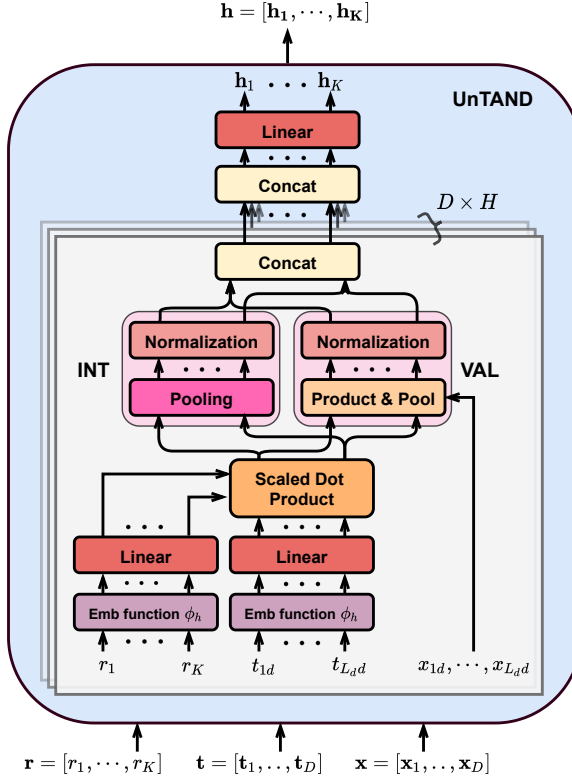 h = [h₁, ⋯, h_K]
UnTAND
h₁ · · · h_K
Linear
· · ·
Concat
· · ·
D × H
Concat
Normalization
Normalization
INT
· · ·
· · ·
VAL
Pooling
Product & Pool
Scaled Dot
Product
· · ·
· · ·
Linear
Linear
· · ·
· · ·
Emb function ϕ_h
Emb function ϕ_h
· · ·
· · ·
r₁
r_K
t_{1d}
t_{L_d d}
x_{1d}, ⋯, x_{L_d d}
r = [r₁, ⋯, r_K]
t = [t₁, .., t_D]
x = [x₁, .., x_D]